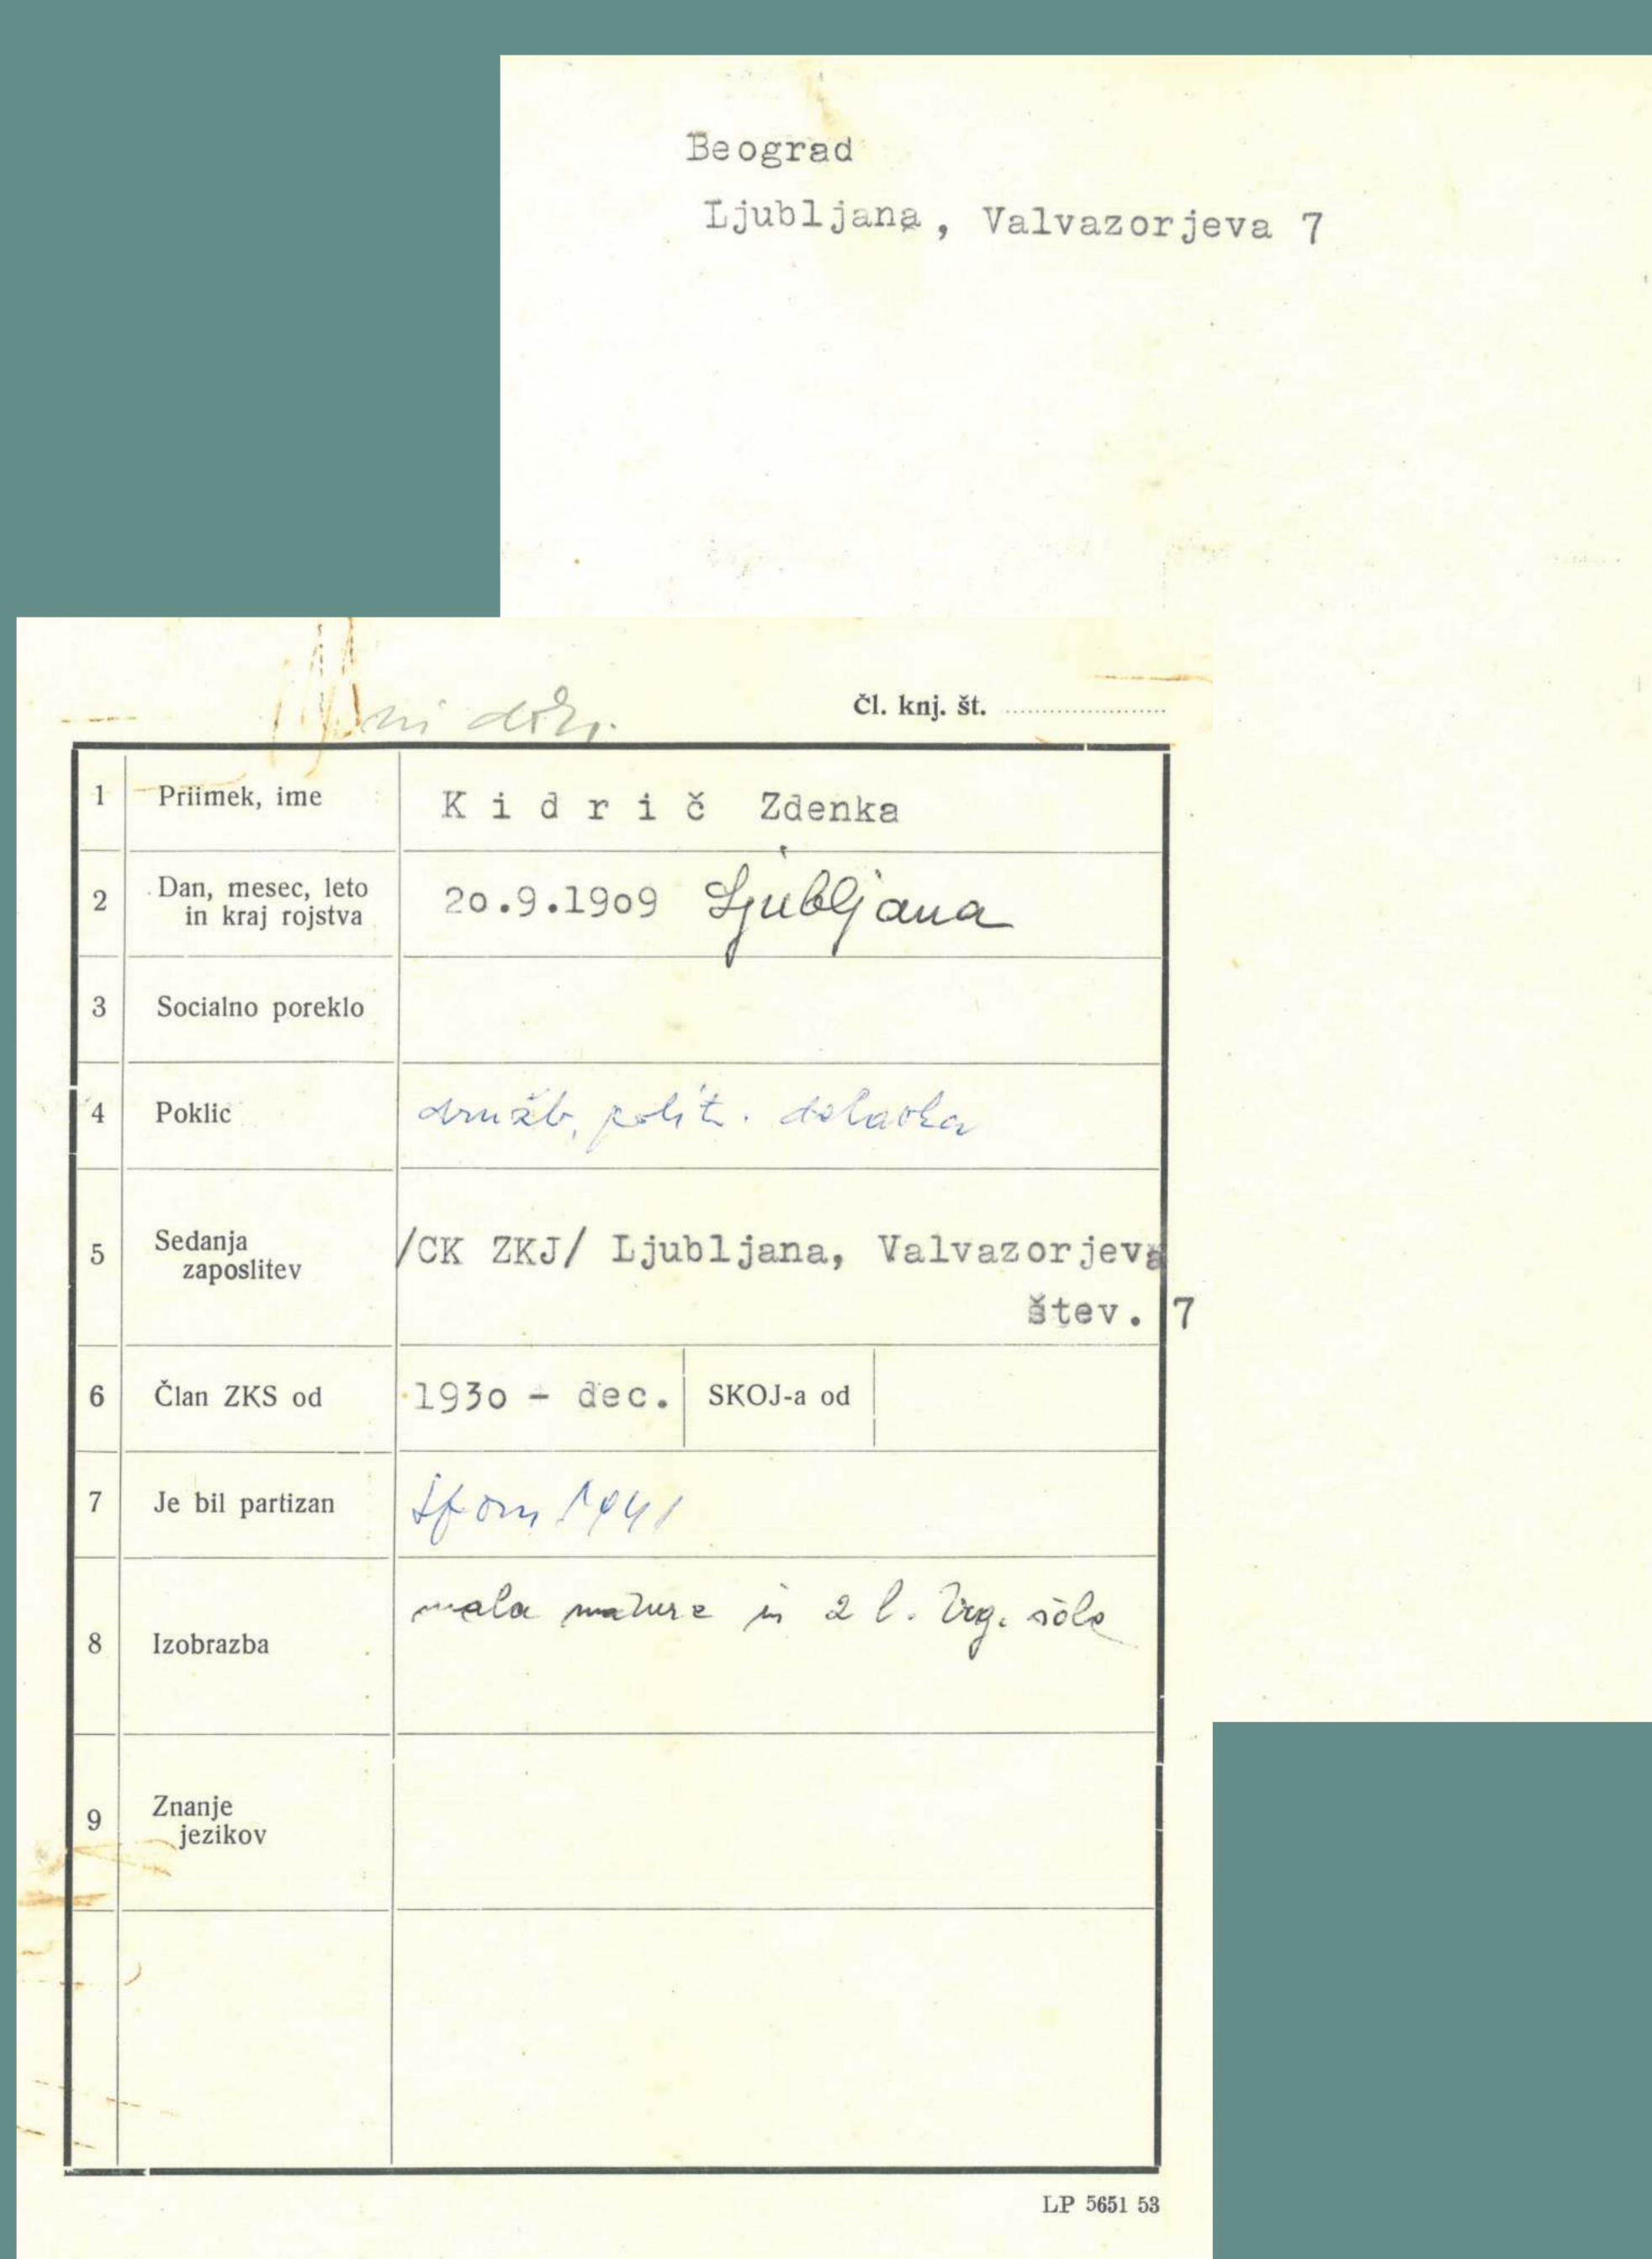 Beograd
Ljubljana, Valvazorjeva 7
ni
Čl. knj. št.
1 Priimek, ime K i d r i č Zdenka
2 Dan, mesec, leto
in kraj rojstva 20.9.1909 Ljubljana
3 Socialno poreklo
4 Poklic družb. polit. delavka
5 Sedanja
zaposlitev /CK ZKJ/ Ljubljana, Valvazorjeva
štev. 7
6 Član ZKS od 1930 - dec. SKOJ-a od
7 Je bil partizan 1941
8 Izobrazba mala matura in 2 l. trg. šole
9 Znanje
jezikov
LP 5651 53